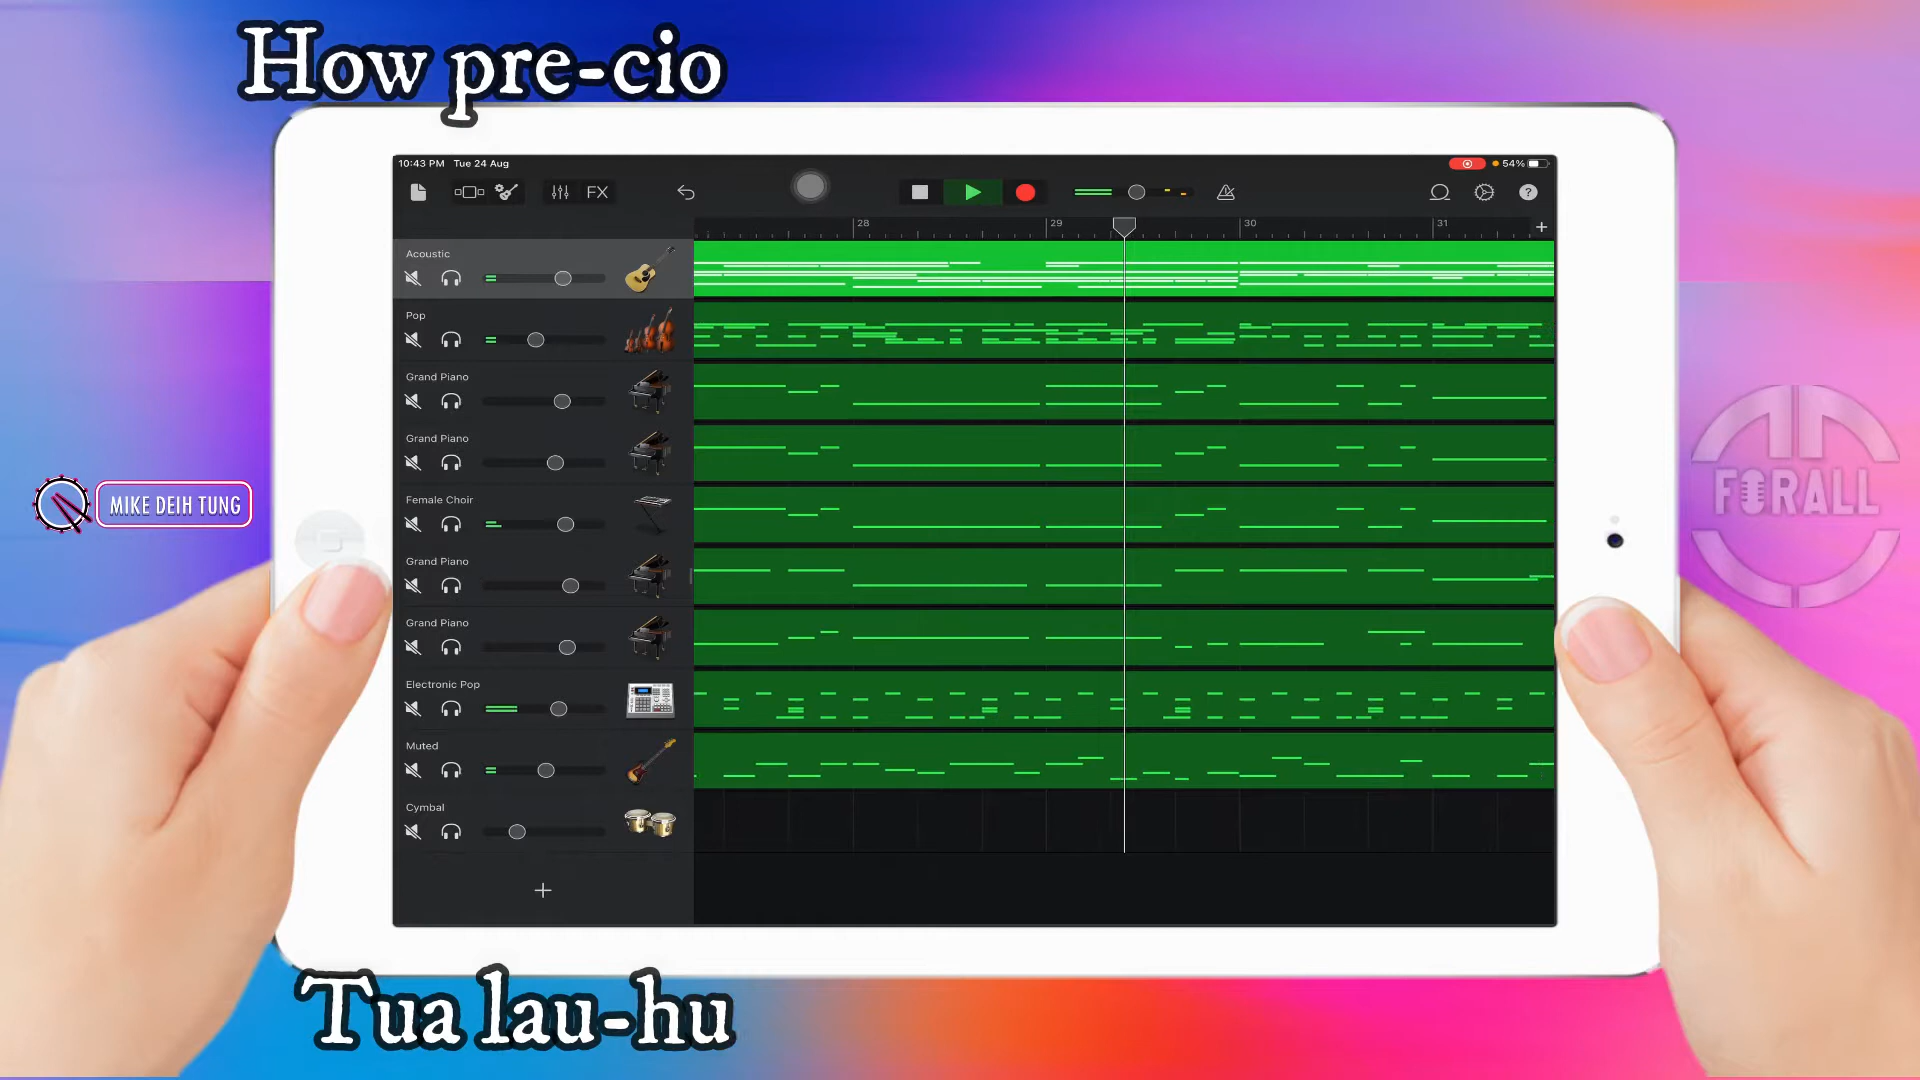 How pre-cio
10:43 PM Tue 24 Aug
54%
FX
?
28 29 30 31
Acoustic
Pop
Grand Piano
Grand Piano
Female Choir
Grand Piano
Grand Piano
Electronic Pop
Muted
Cymbal
MIKE DEIH TUNG
FORALL
Tua lau-hu